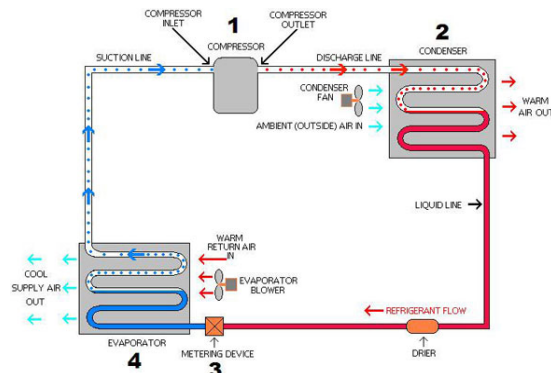 COMPRESSOR
INLET
1
COMPRESSOR
OUTLET
2
SUCTION LINE
COMPRESSOR
DISCHARGE LINE
CONDENSER
CONDENSER
FAN
WARM
AIR OUT
AMBIENT (OUTSIDE) AIR IN
LIQUID LINE
WARM
RETURN AIR
IN
COOL
SUPPLY AIR
OUT
EVAPORATOR
BLOWER
REFRIGERANT FLOW
EVAPORATOR
METERING DEVICE
DRIER
4
3